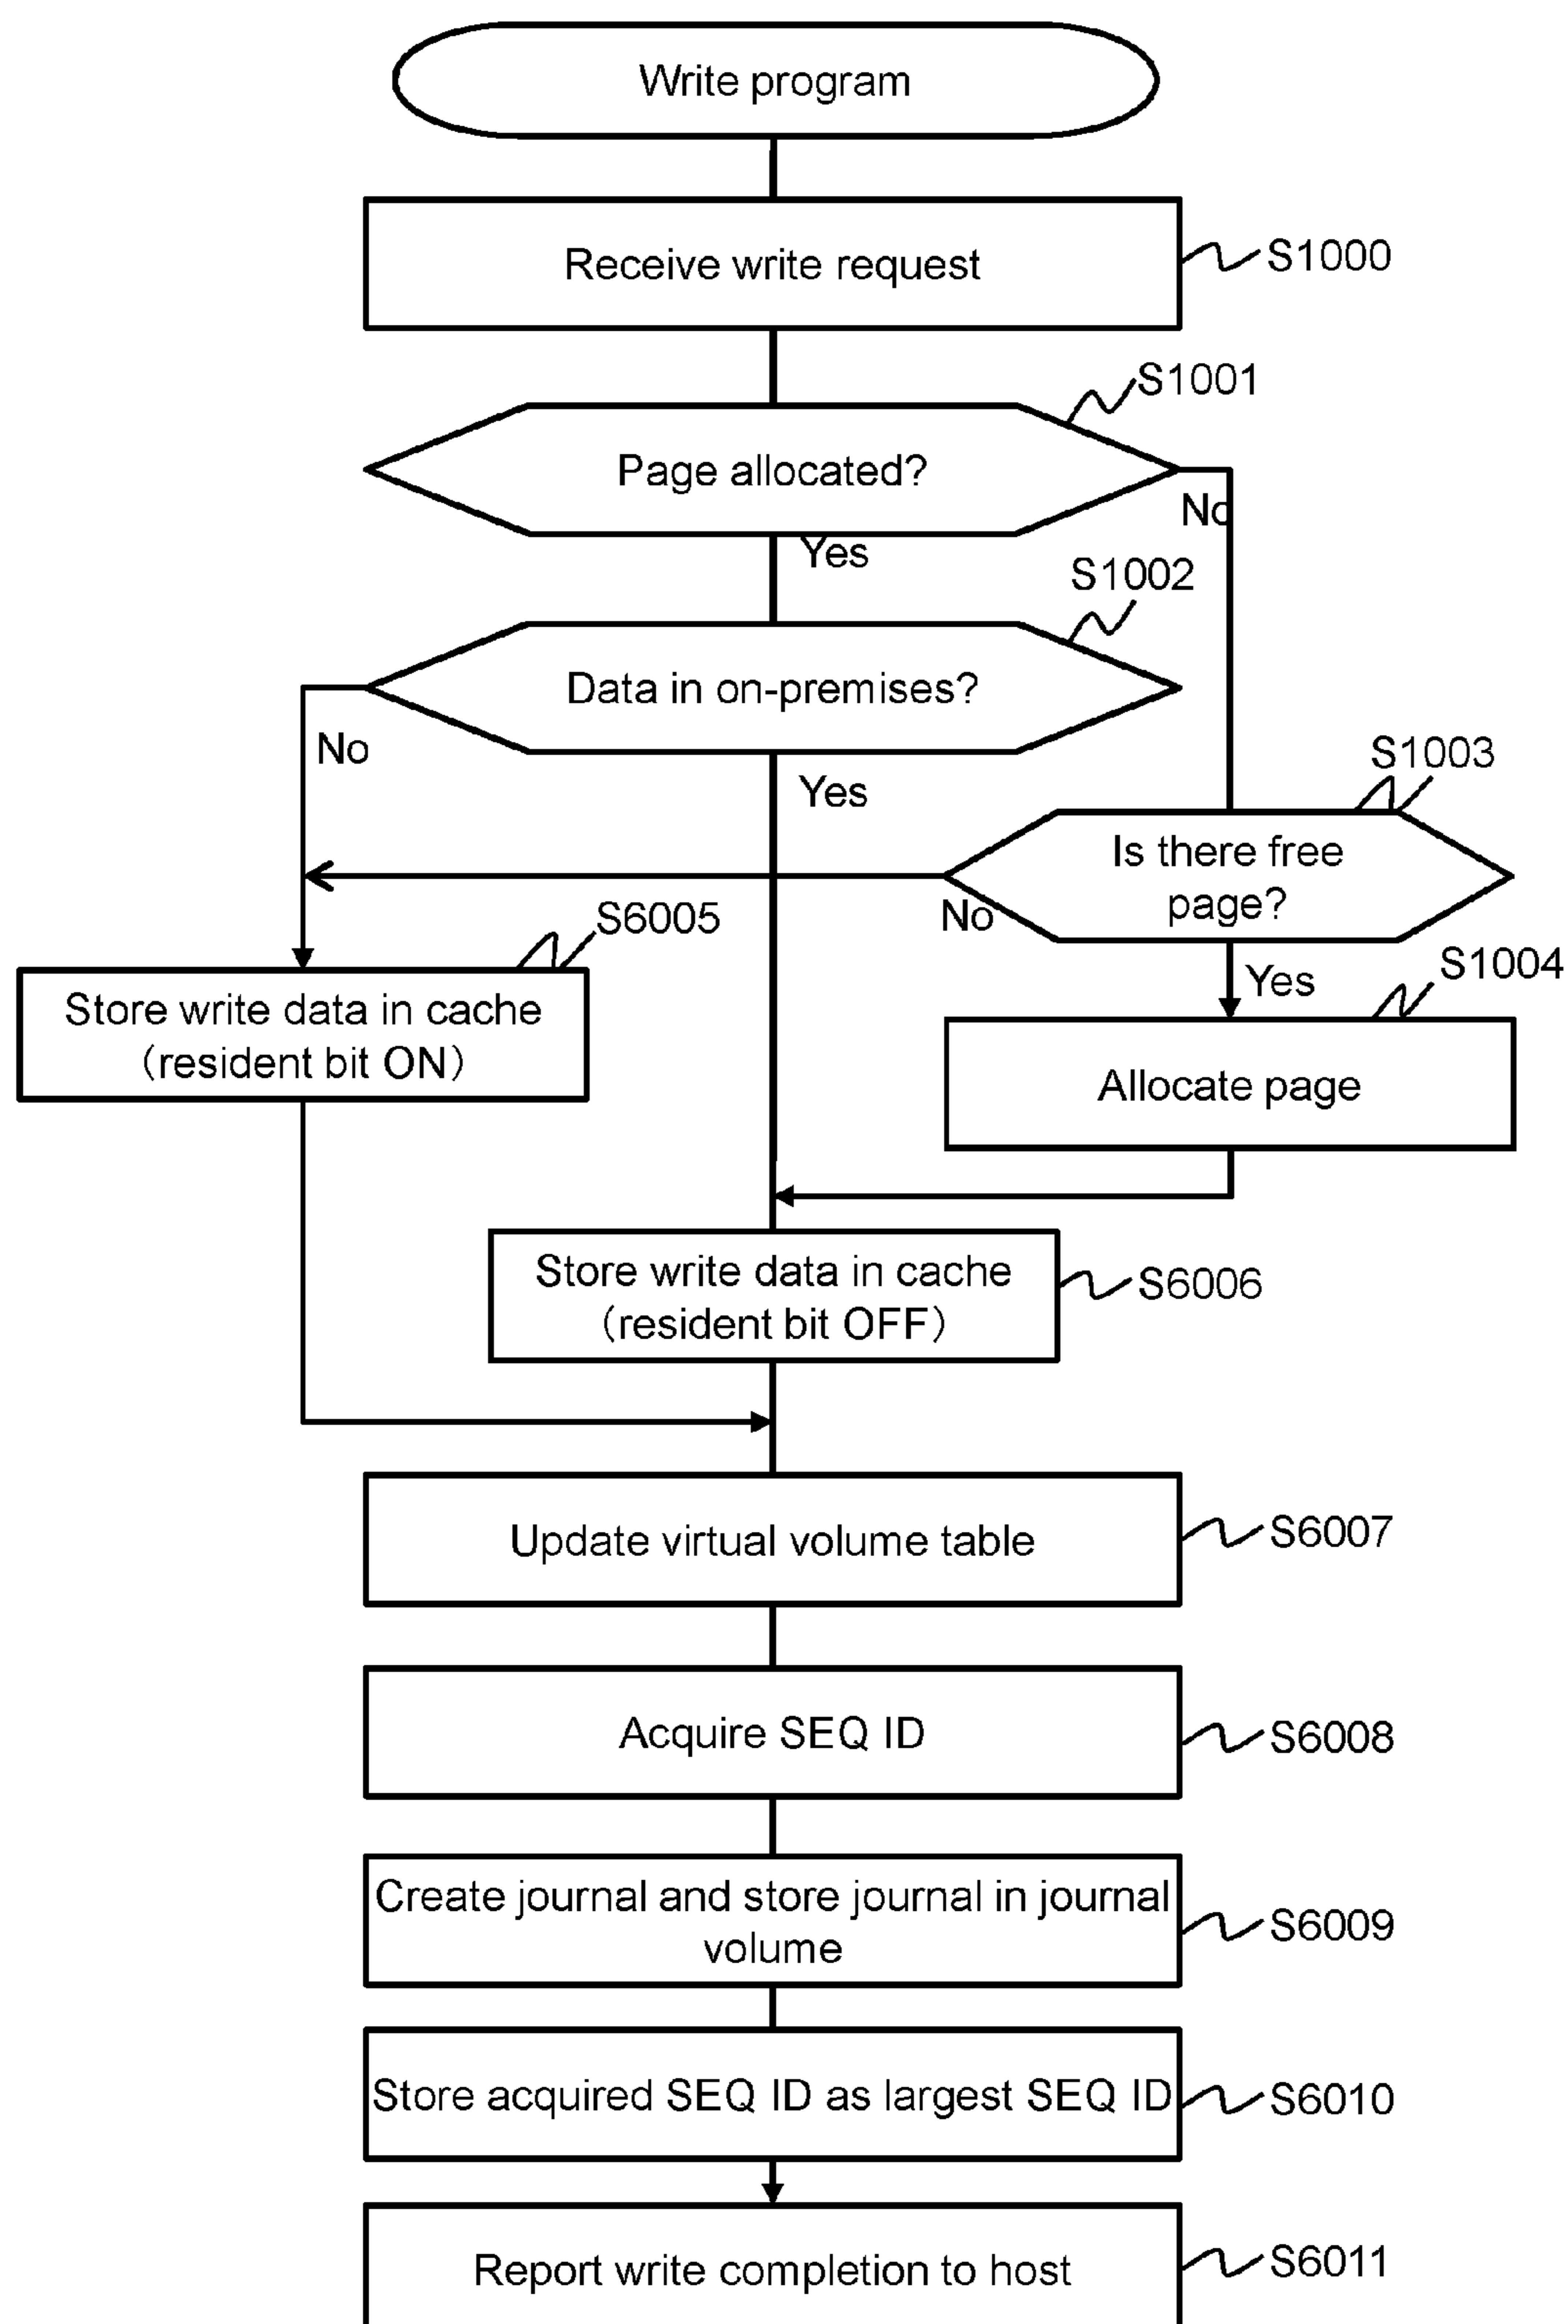 Write program
Receive write request
S1000
S1001
Page allocated?
No
Yes
S1002
Data in on-premises?
No
Yes
S1003
Is there free
page?
No
Yes
S6005
Store write data in cache
（resident bit ON）
S1004
Allocate page
Store write data in cache
（resident bit OFF）
S6006
Update virtual volume table
S6007
Acquire SEQ ID
S6008
Create journal and store journal in journal
volume
S6009
Store acquired SEQ ID as largest SEQ ID
S6010
Report write completion to host
S6011